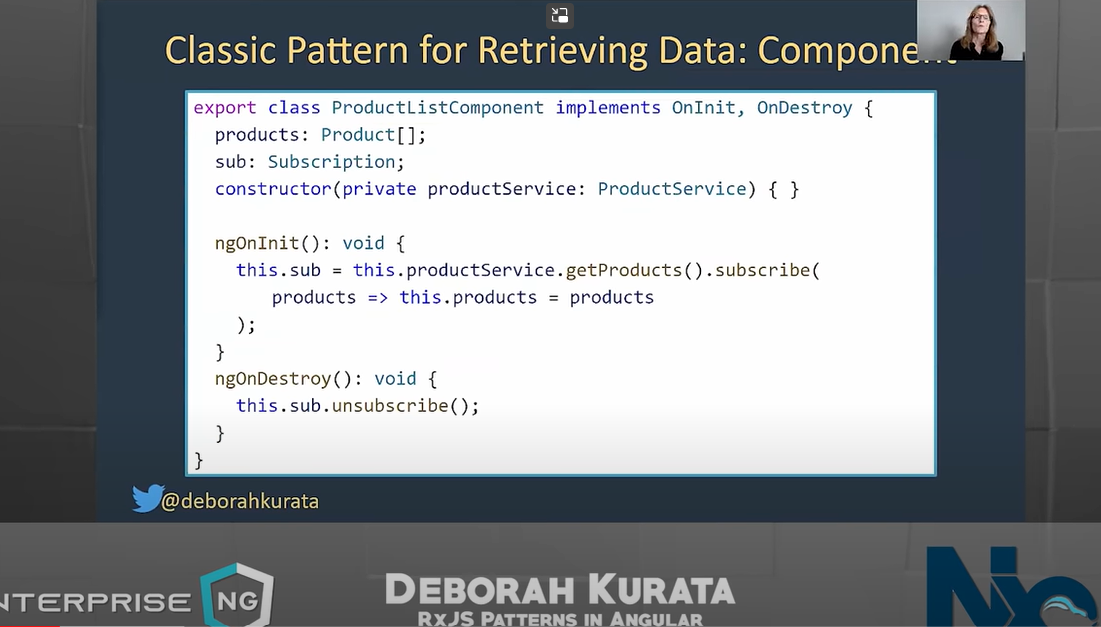 Classic Pattern for Retrieving Data: Component
export class ProductListComponent implements OnInit, OnDestroy {
products: Product[];
sub: Subscription;
constructor(private productService: ProductService) { }
ngOnInit(): void {
this.sub = this.productService.getProducts().subscribe(
products => this.products = products
);
}
ngOnDestroy(): void {
this.sub.unsubscribe();
}
}
@deborahkurata
NTERPRISE NG
DEBORAH KURATA
RXJS PATTERNS IN ANGULAR
Nx